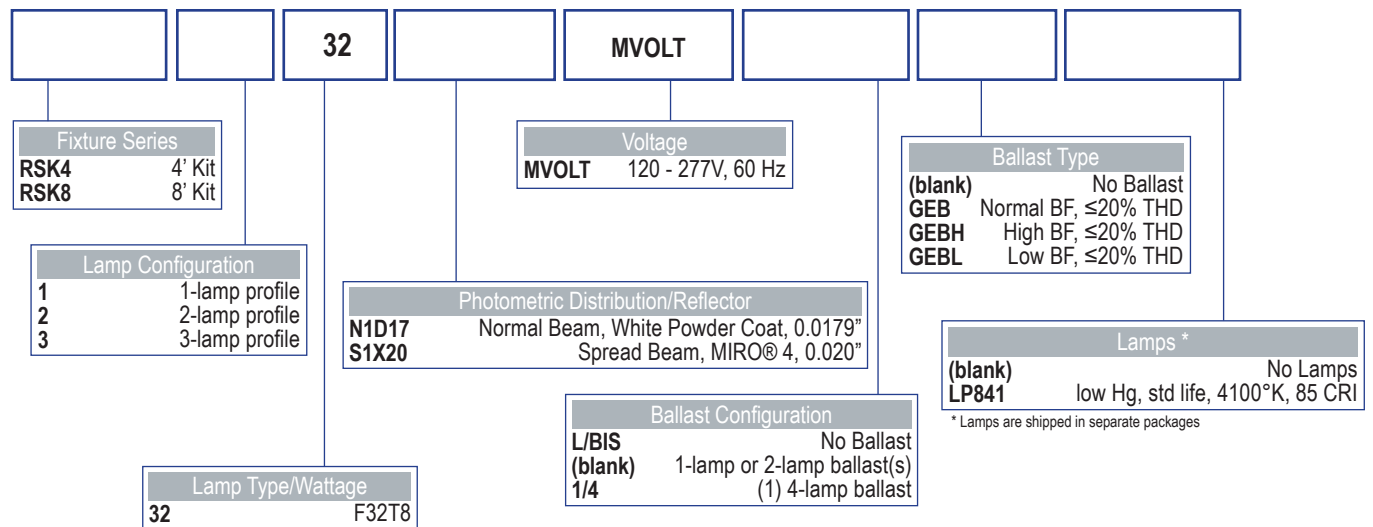 32 MVOLT
Fixture Series
RSK4 4' Kit
RSK8 8' Kit
Voltage
MVOLT 120 - 277V, 60 Hz
Ballast Type
(blank) No Ballast
GEB Normal BF, ≤20% THD
GEBH High BF, ≤20% THD
GEBL Low BF, ≤20% THD
Lamp Configuration
1 1-lamp profile
2 2-lamp profile
3 3-lamp profile
Photometric Distribution/Reflector
N1D17 Normal Beam, White Powder Coat, 0.0179”
S1X20 Spread Beam, MIRO® 4, 0.020”
Lamps *
(blank) No Lamps
LP841 low Hg, std life, 4100°K, 85 CRI
* Lamps are shipped in separate packages
Ballast Configuration
L/BIS No Ballast
(blank) 1-lamp or 2-lamp ballast(s)
1/4 (1) 4-lamp ballast
Lamp Type/Wattage
32 F32T8